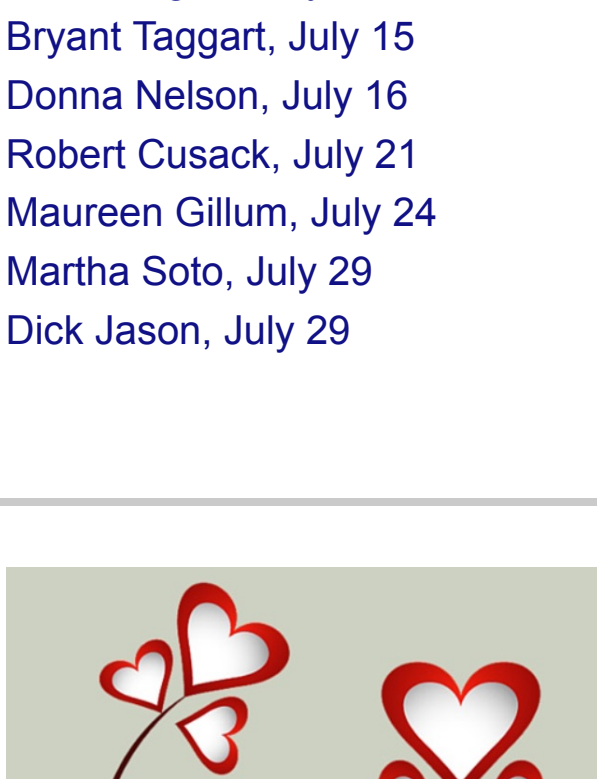 Bryant Taggart, July 15
Donna Nelson, July 16
Robert Cusack, July 21
Maureen Gillum, July 24
Martha Soto, July 29
Dick Jason, July 29